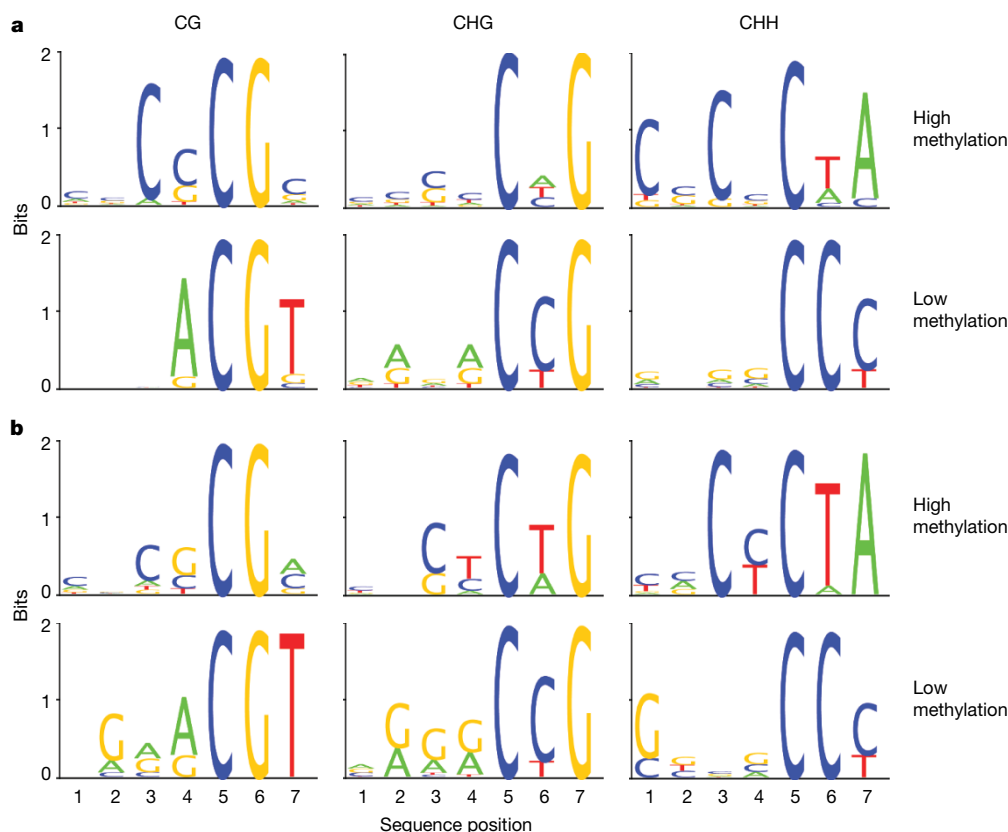 a
CG CHG CHH
2
1
0
High
methylation
Bits
2
1
0
Low
methylation
b
2
1
0
High
methylation
Bits
2
1
0
Low
methylation
1 2 3 4 5 6 7 1 2 3 4 5 6 7 1 2 3 4 5 6 7
Sequence position